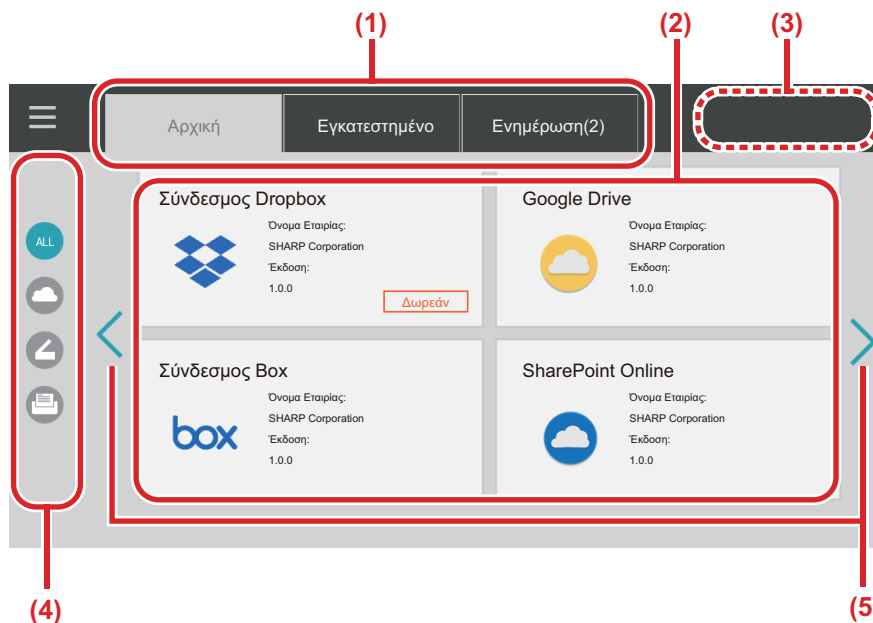 (1)
(2)
(3)
Αρχική
Εγκατεστημένο
Ενημέρωση(2)
ALL
Σύνδεσμος Dropbox
Όνομα Εταιρίας:
SHARP Corporation
Έκδοση:
1.0.0
Δωρεάν
Google Drive
Όνομα Εταιρίας:
SHARP Corporation
Έκδοση:
1.0.0
Σύνδεσμος Box
box
Όνομα Εταιρίας:
SHARP Corporation
Έκδοση:
1.0.0
SharePoint Online
Όνομα Εταιρίας:
SHARP Corporation
Έκδοση:
1.0.0
(4)
(5